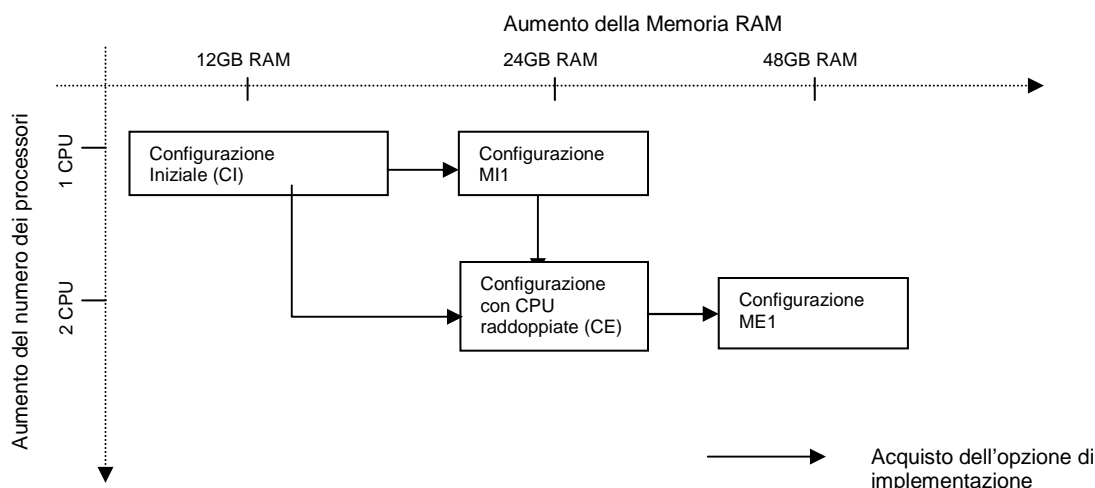 Aumento della Memoria RAM
12GB RAM
24GB RAM
48GB RAM
Aumento del numero dei processori
1 CPU
Configurazione
Iniziale (CI)
Configurazione
MI1
2 CPU
Configurazione
con CPU
raddoppiate (CE)
Configurazione
ME1
Acquisto dell'opzione di
implementazione